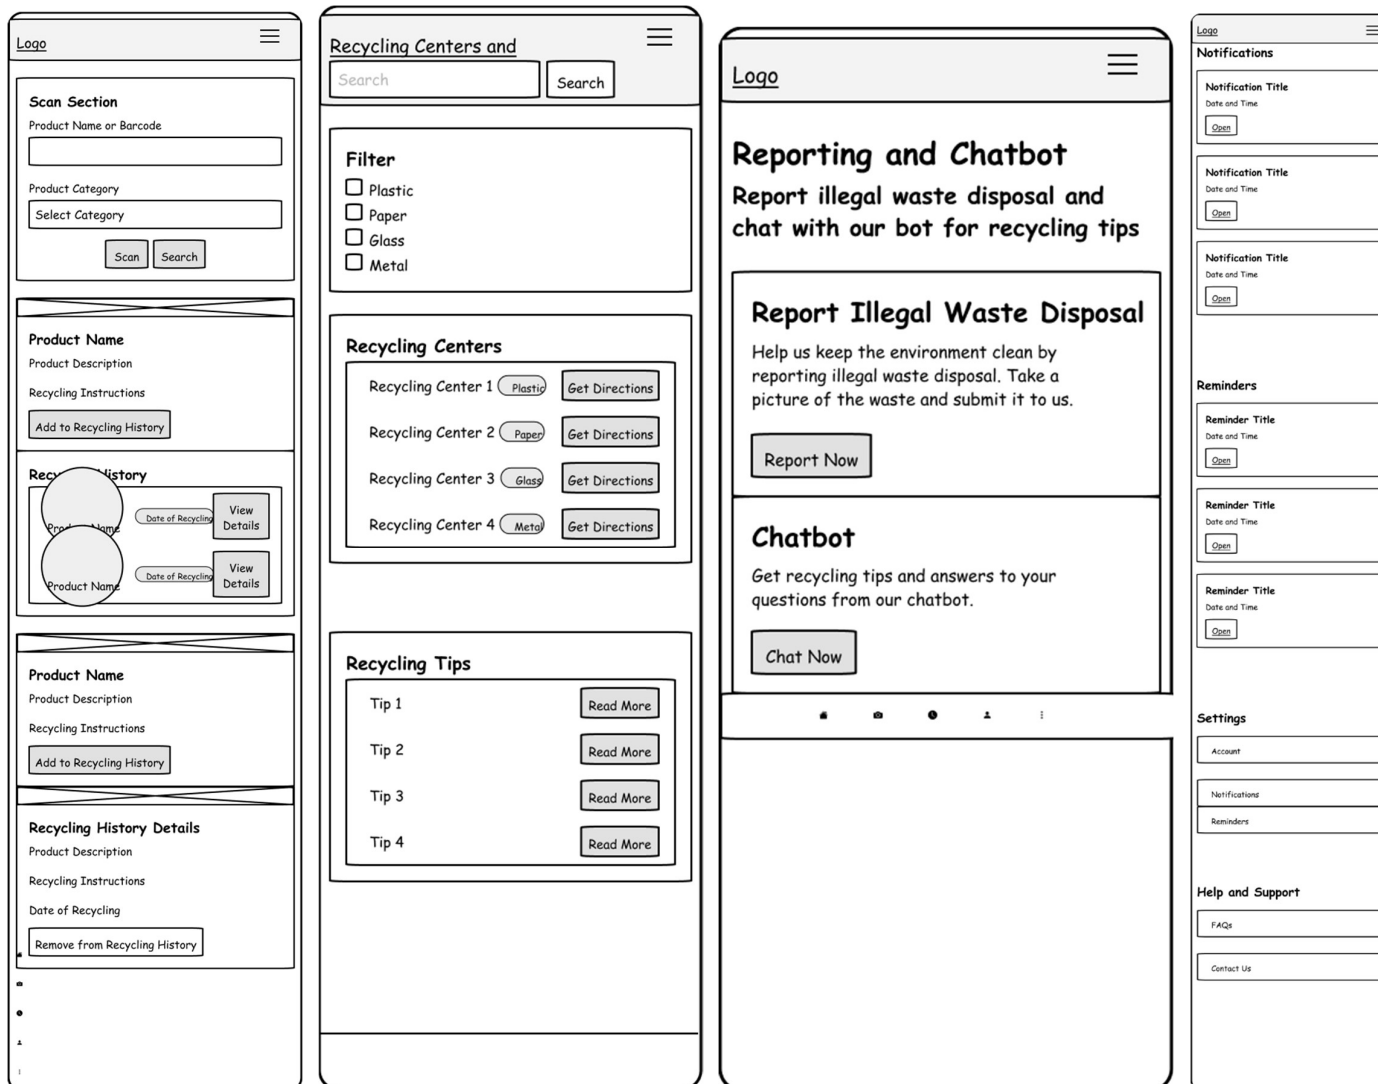 Logo
Scan Section
Product Name or Barcode
Product Category
Select Category
Scan
Search
Product Name
Product Description
Recycling Instructions
Add to Recycling History
istory
Product Name
Date of Recycling
View
Details
Product Name
Date of Recycling
View
Details
Product Name
Product Description
Recycling Instructions
Add to Recycling History
Recycling History Details
Product Description
Recycling Instructions
Date of Recycling
Remove from Recycling History
Recycling Centers and
Search
Search
Filter
Plastic
Paper
Glass
Metal
Recycling Centers
Recycling Center 1 Plastic Get Directions
Recycling Center 2 Paper Get Directions
Recycling Center 3 Glass Get Directions
Recycling Center 4 Metal Get Directions
Recycling Tips
Tip 1 Read More
Tip 2 Read More
Tip 3 Read More
Tip 4 Read More
Logo
Reporting and Chatbot
Report illegal waste disposal and
chat with our bot for recycling tips
Report Illegal Waste Disposal
Help us keep the environment clean by
reporting illegal waste disposal. Take a
picture of the waste and submit it to us.
Report Now
Chatbot
Get recycling tips and answers to your
questions from our chatbot.
Chat Now
Logo
Notifications
Notification Title
Date and Time
Open
Notification Title
Date and Time
Open
Notification Title
Date and Time
Open
Reminders
Reminder Title
Date and Time
Open
Reminder Title
Date and Time
Open
Reminder Title
Date and Time
Open
Settings
Account
Notifications
Reminders
Help and Support
FAQs
Contact Us